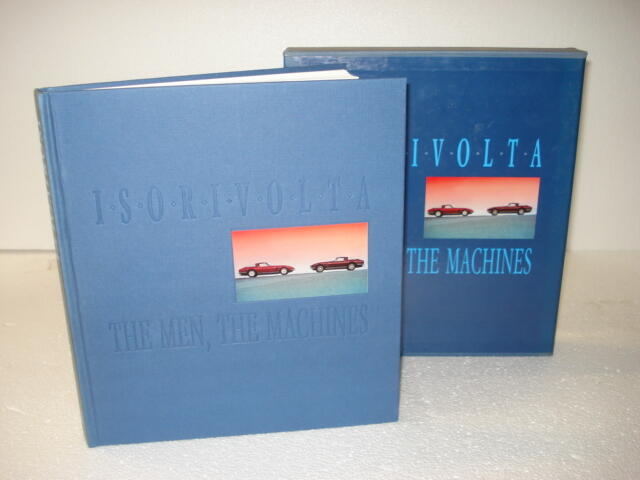 I·S·O·R·I·V·O·L·T·A
THE MEN, THE MACHINES
I·V·O·L·T·A
THE MACHINES